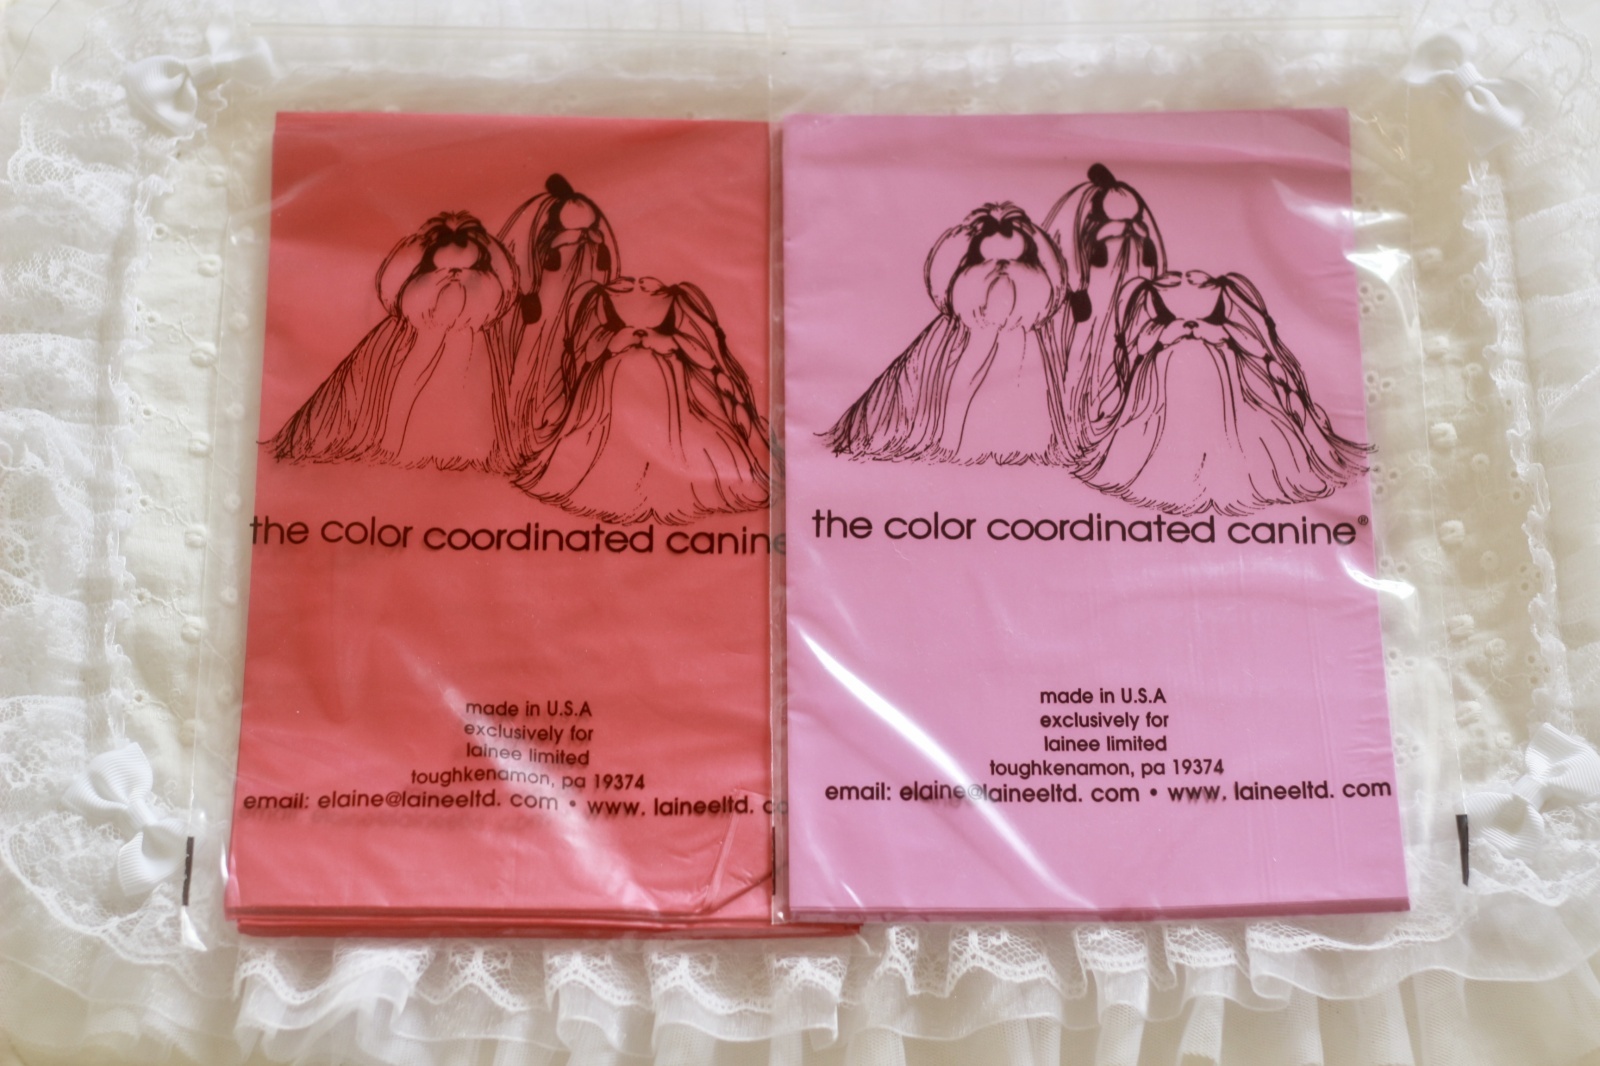 the color coordinated canine
made in U.S.A
exclusively for
lainee limited
toughkenamon, pa 19374
email: elaine@laineeltd. com • www. laineeltd. co
the color coordinated canine®
made in U.S.A
exclusively for
lainee limited
toughkenamon, pa 19374
email: elaine@laineeltd. com • www. laineeltd. com